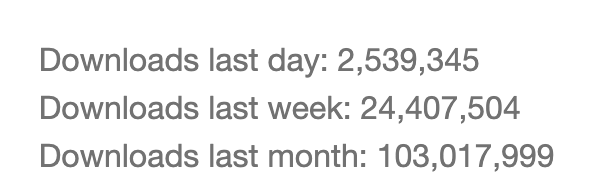 Downloads last day: 2,539,345
Downloads last week: 24,407,504
Downloads last month: 103,017,999